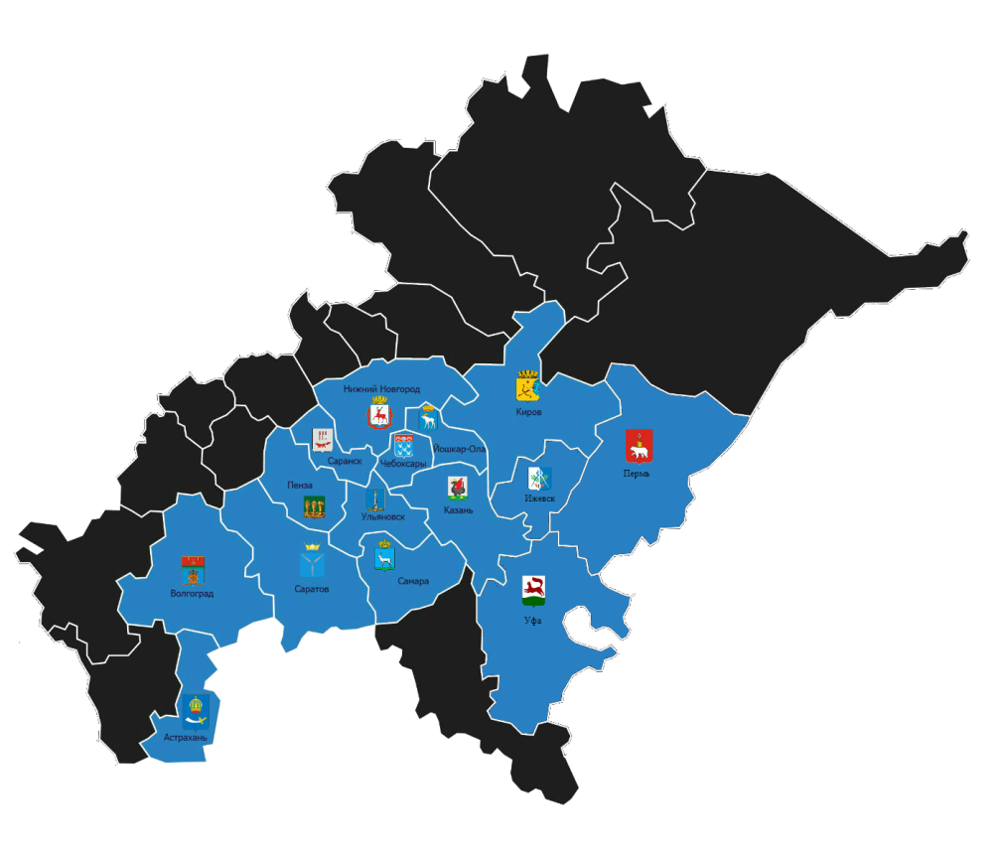 Нижний Новгород
Киров
Йошкар-Ола
Саранск
Чебоксары
Пермь
Пенза
Ижевск
Казань
Ульяновск
Самара
Саратов
Волгоград
Уфа
Астрахань